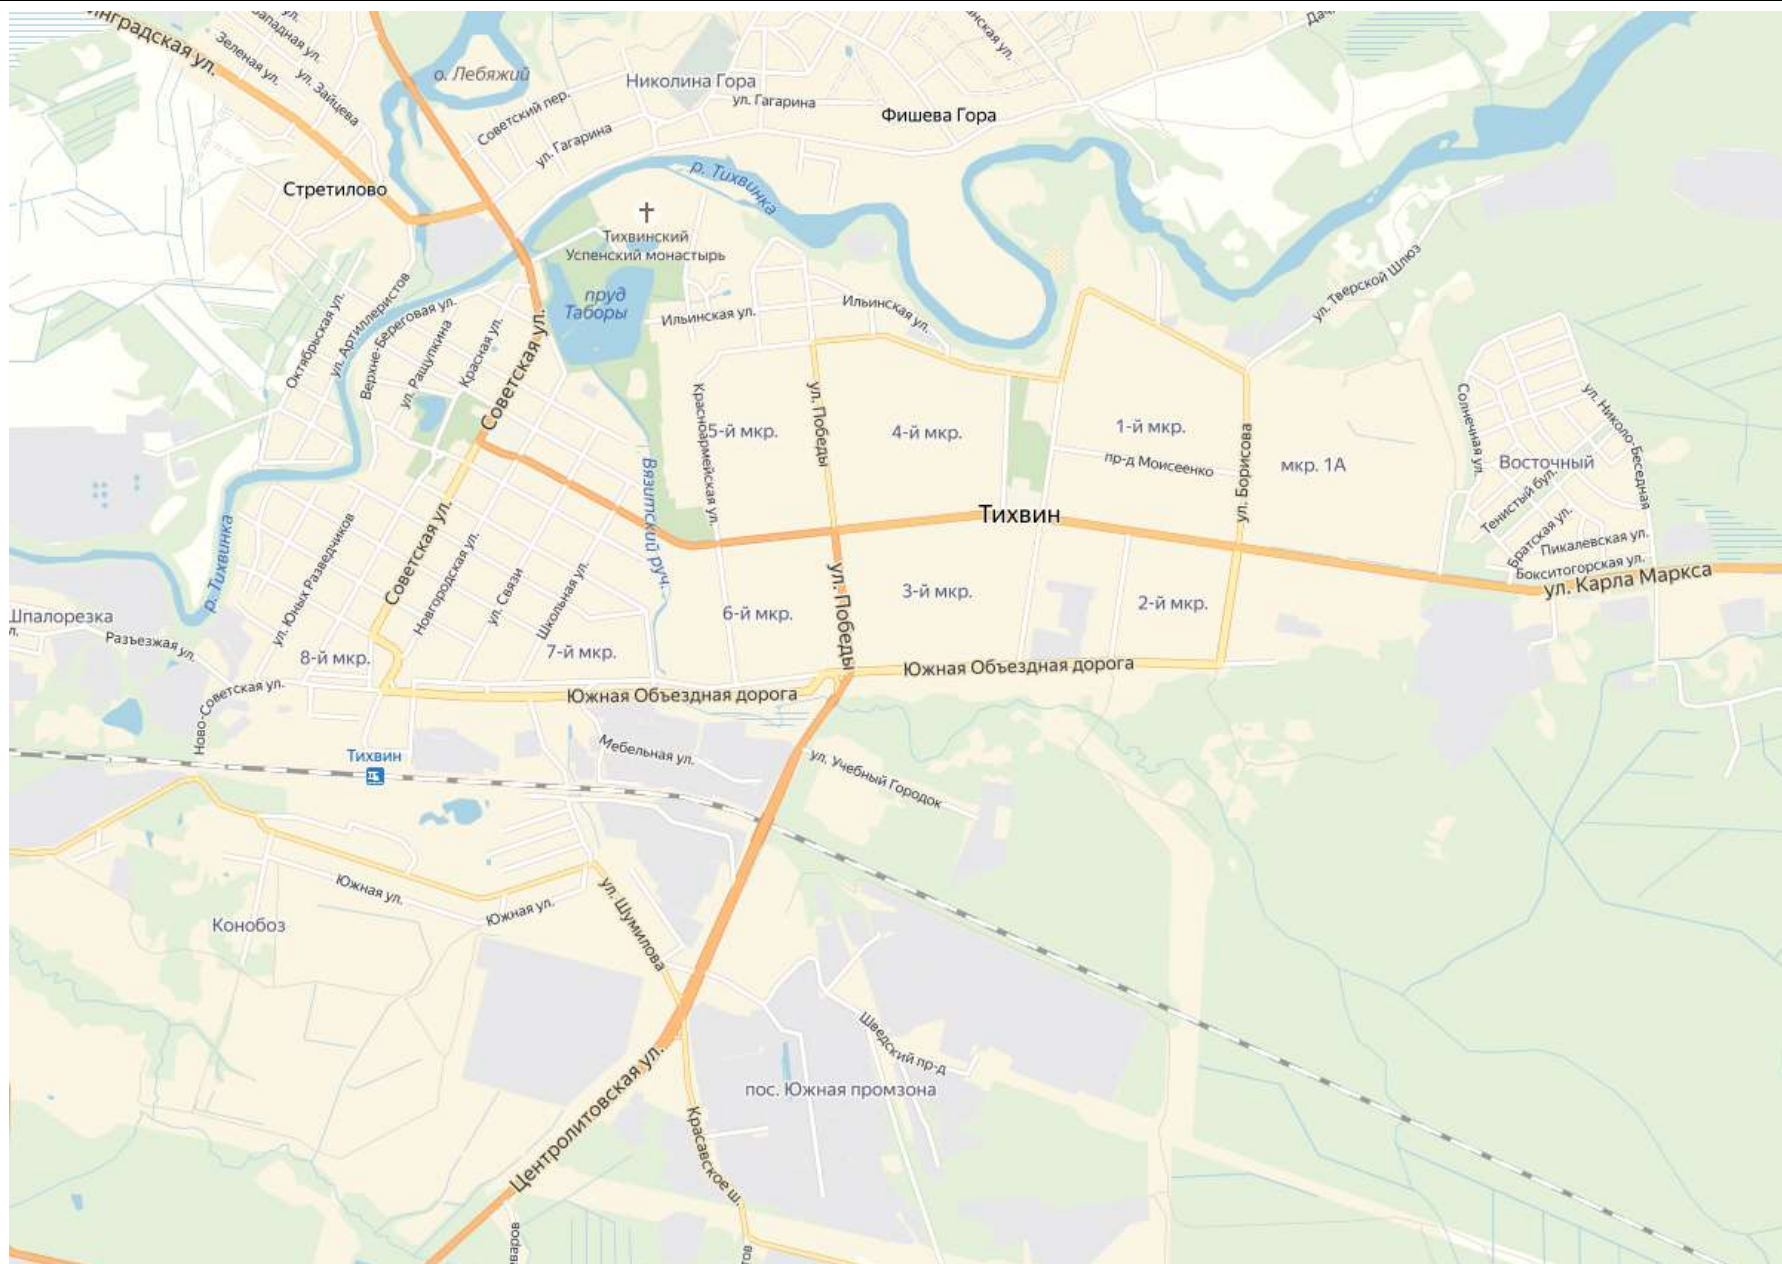 инградская ул.
западная ул.
Зеленая ул.
ул. Зайцева
о. Лебяжий
Советский пер.
ул. Гагарина
Николина Гора
ул. Гагарина
Фишева Гора
нская ул.
Дач
Стретилово
р. Тихвинка
Тихвинский
Успенский монастырь
пруд
Таборы
Ильинская ул.
Ильинская ул.
ул. Тверской Шлюз
Октябрьская ул.
ул. Артиллеристов
Верхне-Береговая ул.
ул. Ращупкина
Красная ул.
Советская ул.
Красноармейская ул.
5-й мкр.
ул. Победы
4-й мкр.
1-й мкр.
пр-д Моисеенко
ул. Борисова
мкр. 1А
Солнечная ул.
ул. Николо-Беседная
Восточный
Тенистый бул.
Братская ул.
Пикалевская ул.
Бокситогорская ул.
ул. Карла Маркса
Тихвин
Вязитский руч.
р. Тихвинка
ул. Юных Разведчиков
Советская ул.
Новгородская ул.
ул. Связи
Школьная ул.
6-й мкр.
ул. Победы
3-й мкр.
2-й мкр.
Шпалорезка
л.
Разъезжая ул.
8-й мкр.
7-й мкр.
Ново-Советская ул.
Южная Объездная дорога
Южная Объездная дорога
Тихвин
Мебельная ул.
ул. Учебный Городок
Южная ул.
Южная ул.
Конобоз
ул. Шумилова
Шведский пр-д
пос. Южная промзона
Центролитовская ул.
Красавское ш.
еваров
тов